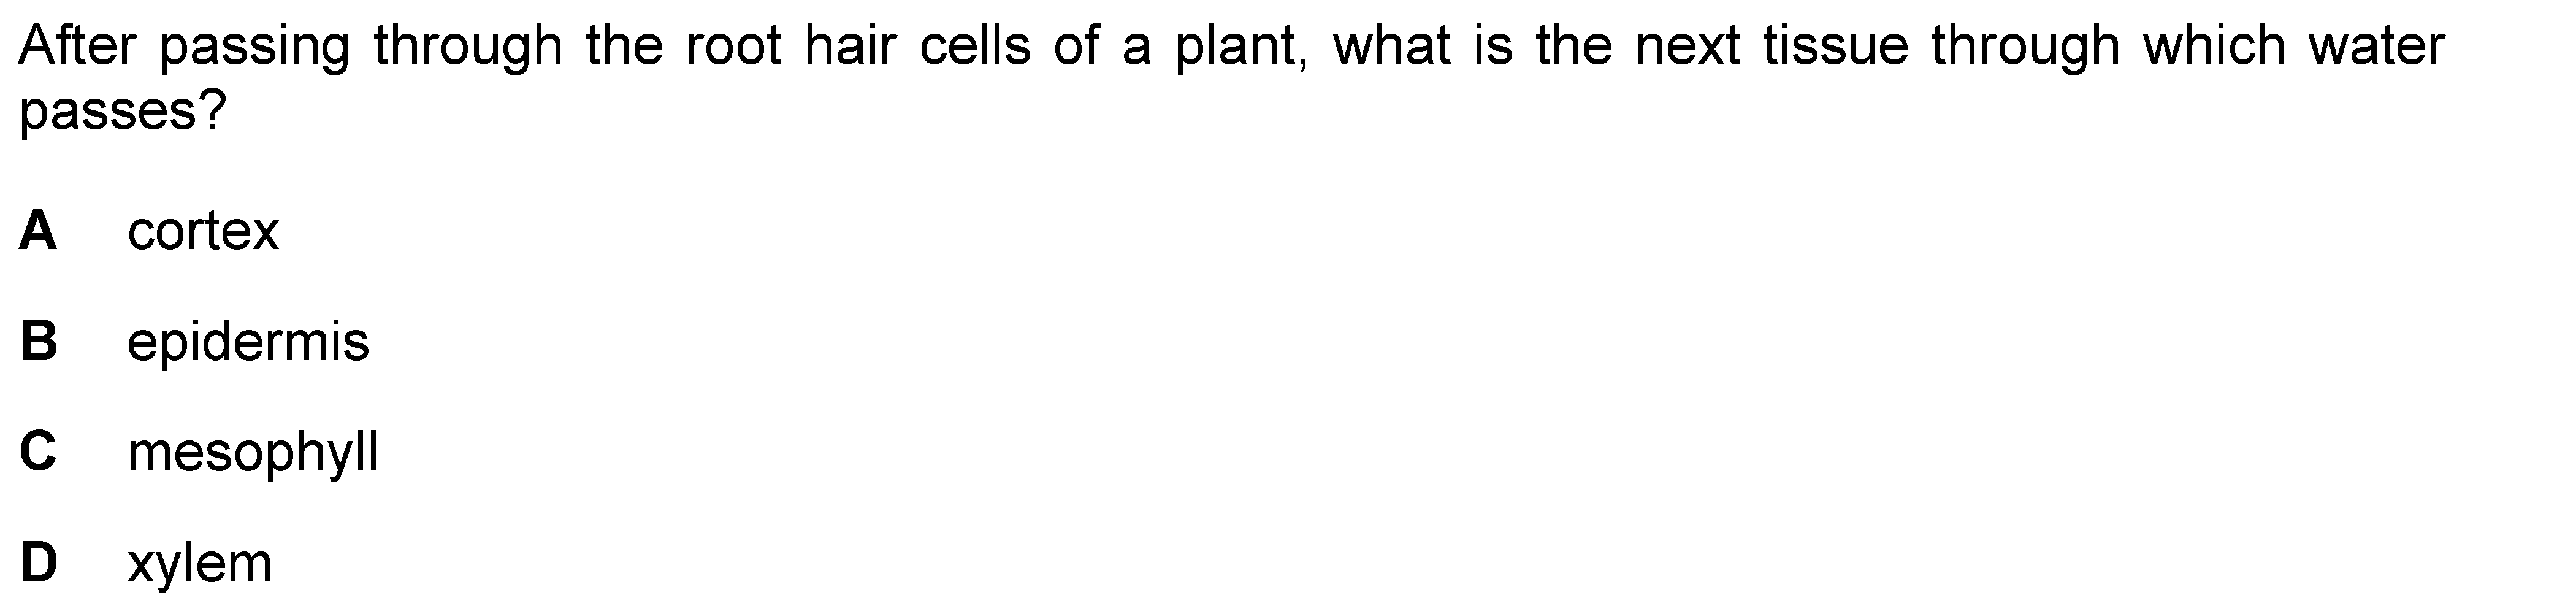 After passing through the root hair cells of a plant, what is the next tissue through which water
passes?
A cortex
B epidermis
C mesophyll
D xylem